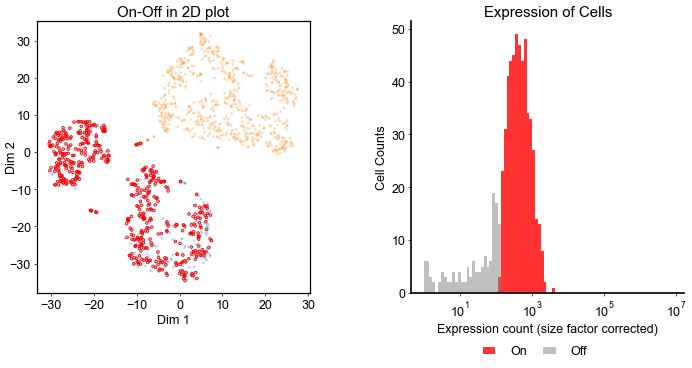 On-Off in 2D plot
Expression of Cells
30
20
10
0
−10
−20
−30
Dim 2
−30 −20 −10 0 10 20 30
Dim 1
50
40
30
20
10
0
Cell Counts
10^1 10^3 10^5 10^7
Expression count (size factor corrected)
On Off